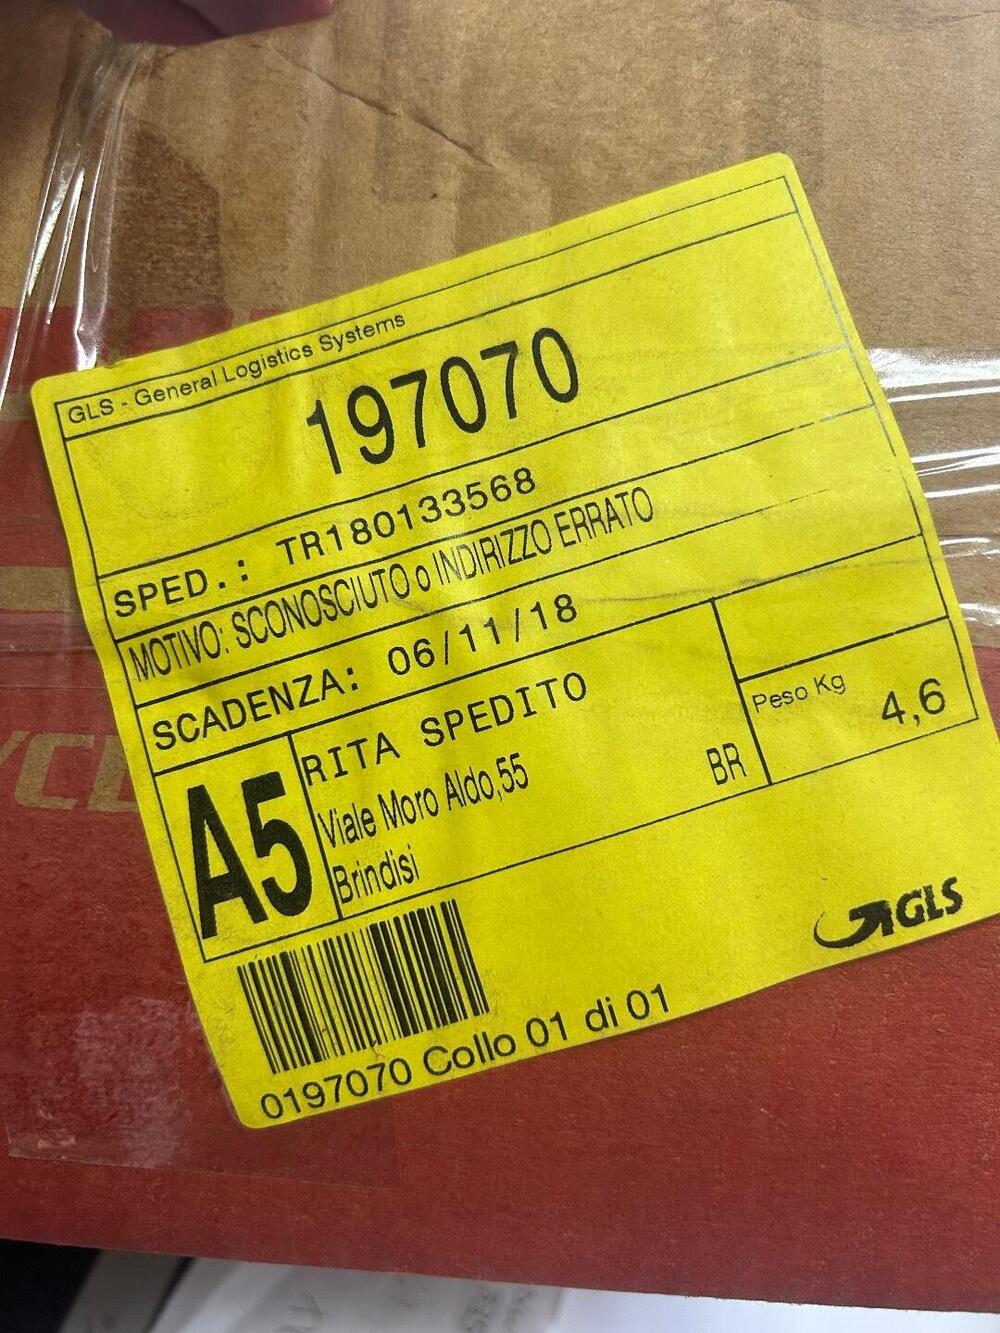 GLS - General Logistics Systems
197070
SPED.: TR180133568
MOTIVO: SCONOSCIUTO o INDIRIZZO ERRATO
SCADENZA: 06/11/18
A5
RITA SPEDITO
Viale Moro Aldo,55
BR
Brindisi
Peso Kg
4,6
GLS
0197070 Collo 01 di 01
YCL